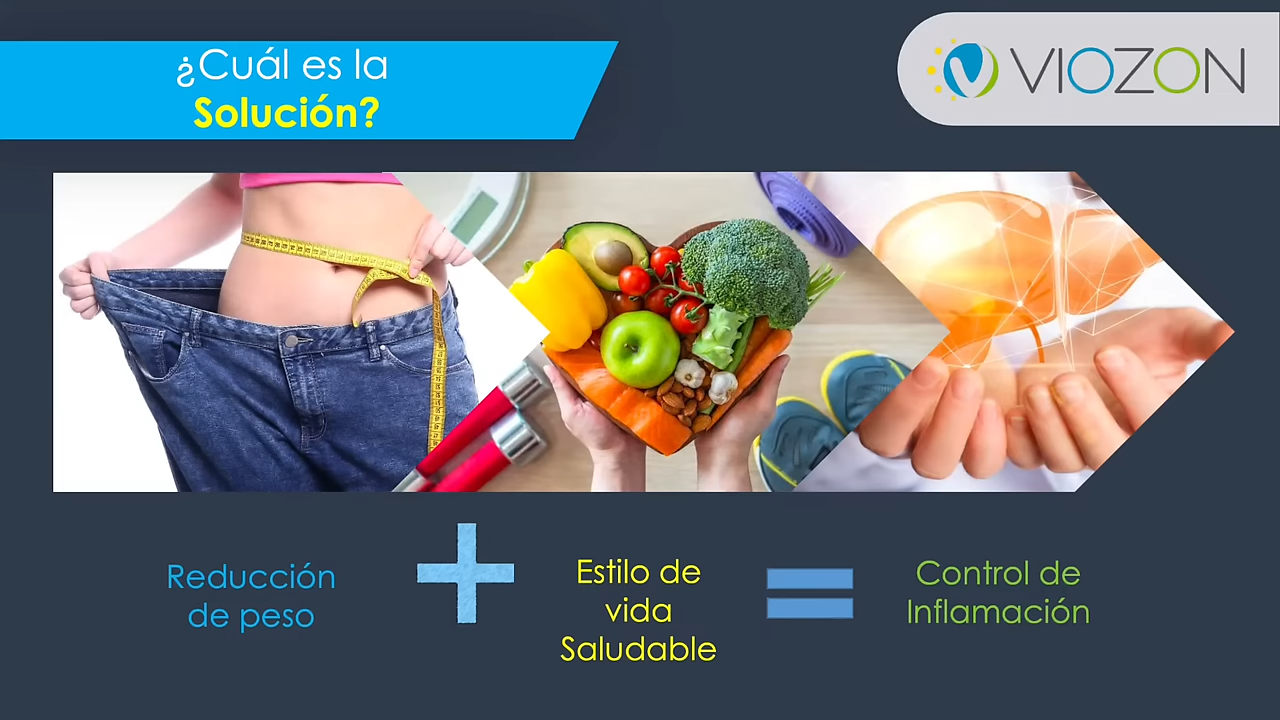 ¿Cuál es la
Solución?
VIOZON
Reducción
de peso
Estilo de
vida
Saludable
Control de
Inflamación